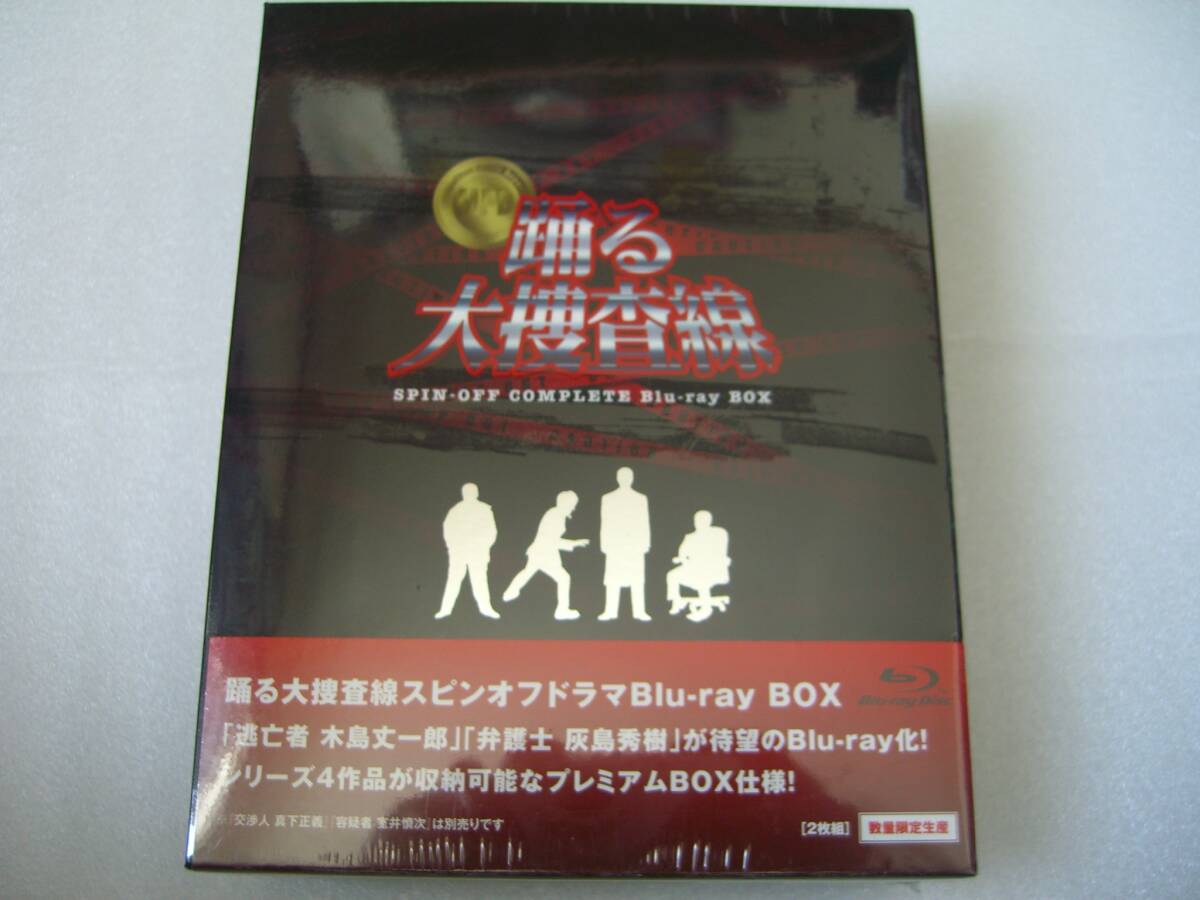 踊る
大捜査線
SPIN-OFF COMPLETE Blu-ray BOX
踊る大捜査線スピンオフドラマBlu-ray BOX
Blu-ray Disc
「逃亡者 木島丈一郎」「弁護士 灰島秀樹」が待望のBlu-ray化!
シリーズ4作品が収納可能なプレミアムBOX仕様!
※『交渉人 真下正義』『容疑者 室井慎次』は別売りです
[2枚組]
数量限定生産